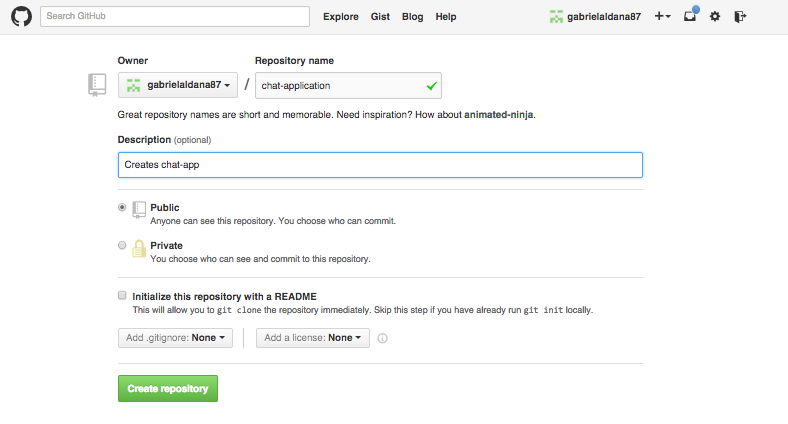 Search GitHub Explore Gist Blog Help gabrielaldana87
Owner Repository name
gabrielaldana87 / chat-application
Great repository names are short and memorable. Need inspiration? How about animated-ninja.
Description (optional)
Creates chat-app
Public
Anyone can see this repository. You choose who can commit.
Private
You choose who can see and commit to this repository.
Initialize this repository with a README
This will allow you to git clone the repository immediately. Skip this step if you have already run git init locally.
Add .gitignore: None Add a license: None
Create repository